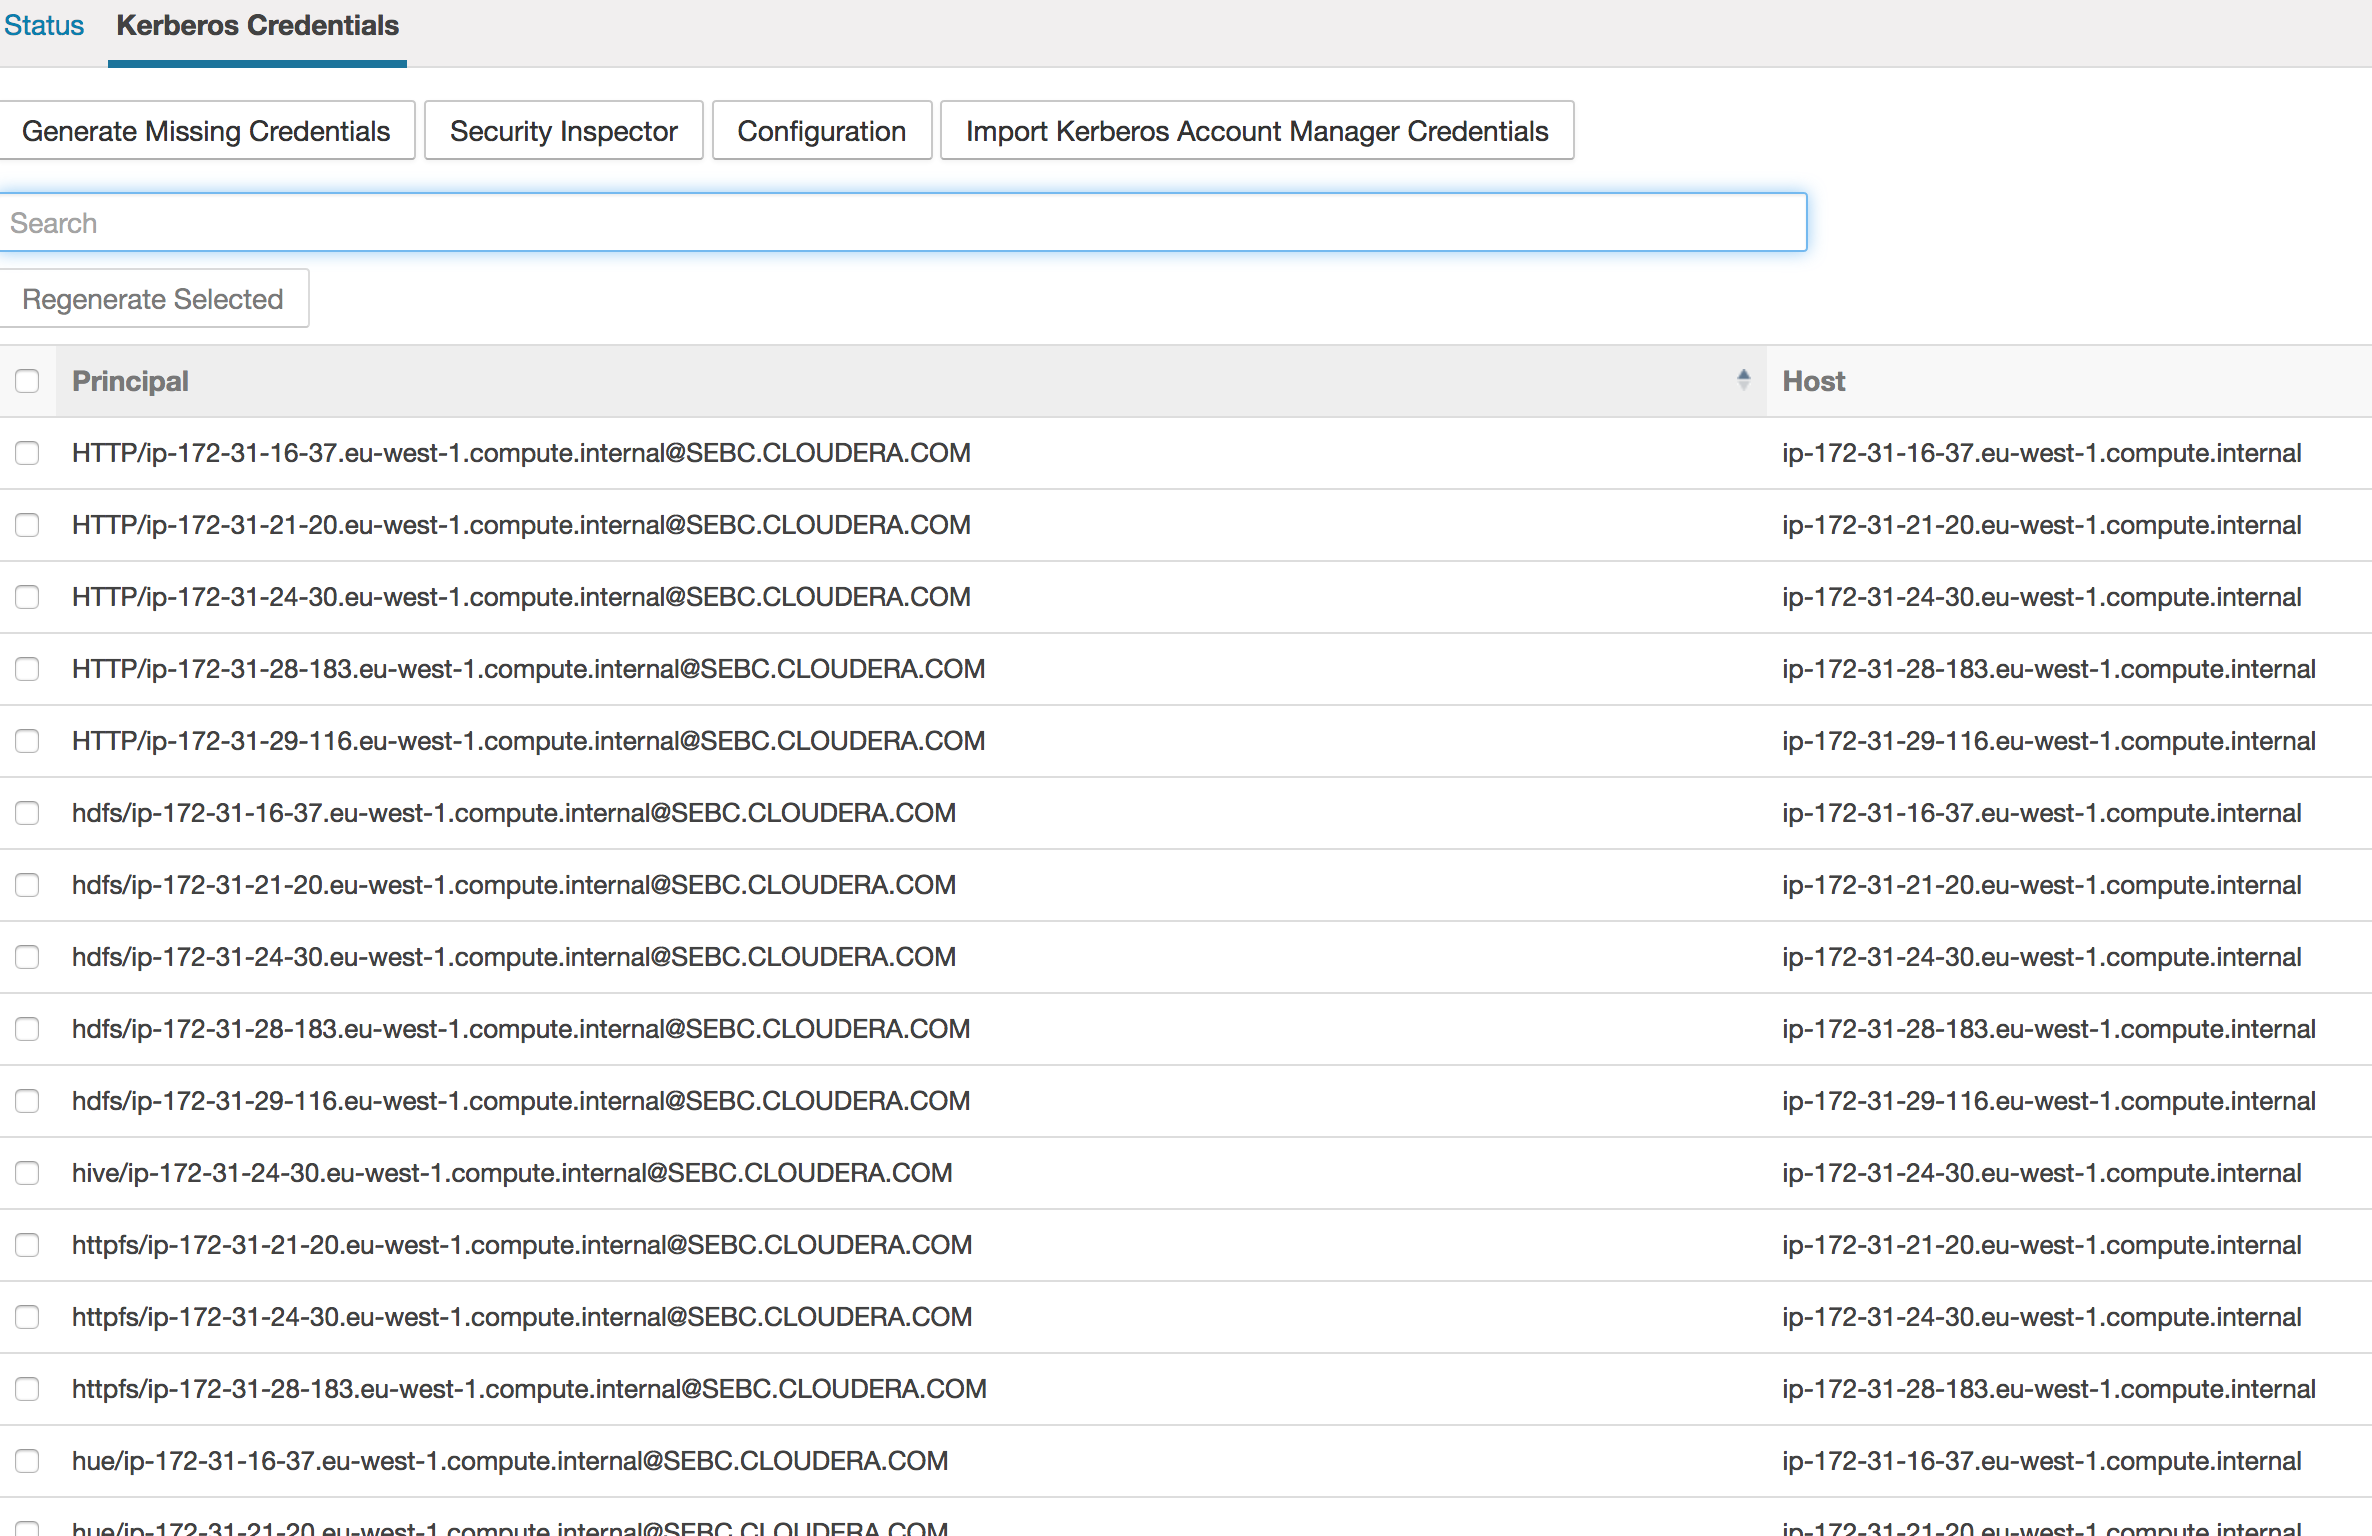 Status Kerberos Credentials
Generate Missing Credentials Security Inspector Configuration Import Kerberos Account Manager Credentials
Search
Regenerate Selected
Principal Host
HTTP/ip-172-31-16-37.eu-west-1.compute.internal@SEBC.CLOUDERA.COM ip-172-31-16-37.eu-west-1.compute.internal
HTTP/ip-172-31-21-20.eu-west-1.compute.internal@SEBC.CLOUDERA.COM ip-172-31-21-20.eu-west-1.compute.internal
HTTP/ip-172-31-24-30.eu-west-1.compute.internal@SEBC.CLOUDERA.COM ip-172-31-24-30.eu-west-1.compute.internal
HTTP/ip-172-31-28-183.eu-west-1.compute.internal@SEBC.CLOUDERA.COM ip-172-31-28-183.eu-west-1.compute.internal
HTTP/ip-172-31-29-116.eu-west-1.compute.internal@SEBC.CLOUDERA.COM ip-172-31-29-116.eu-west-1.compute.internal
hdfs/ip-172-31-16-37.eu-west-1.compute.internal@SEBC.CLOUDERA.COM ip-172-31-16-37.eu-west-1.compute.internal
hdfs/ip-172-31-21-20.eu-west-1.compute.internal@SEBC.CLOUDERA.COM ip-172-31-21-20.eu-west-1.compute.internal
hdfs/ip-172-31-24-30.eu-west-1.compute.internal@SEBC.CLOUDERA.COM ip-172-31-24-30.eu-west-1.compute.internal
hdfs/ip-172-31-28-183.eu-west-1.compute.internal@SEBC.CLOUDERA.COM ip-172-31-28-183.eu-west-1.compute.internal
hdfs/ip-172-31-29-116.eu-west-1.compute.internal@SEBC.CLOUDERA.COM ip-172-31-29-116.eu-west-1.compute.internal
hive/ip-172-31-24-30.eu-west-1.compute.internal@SEBC.CLOUDERA.COM ip-172-31-24-30.eu-west-1.compute.internal
httpfs/ip-172-31-21-20.eu-west-1.compute.internal@SEBC.CLOUDERA.COM ip-172-31-21-20.eu-west-1.compute.internal
httpfs/ip-172-31-24-30.eu-west-1.compute.internal@SEBC.CLOUDERA.COM ip-172-31-24-30.eu-west-1.compute.internal
httpfs/ip-172-31-28-183.eu-west-1.compute.internal@SEBC.CLOUDERA.COM ip-172-31-28-183.eu-west-1.compute.internal
hue/ip-172-31-16-37.eu-west-1.compute.internal@SEBC.CLOUDERA.COM ip-172-31-16-37.eu-west-1.compute.internal
hue/ip-172-31-21-20.eu-west-1.compute.internal@SEBC.CLOUDERA.COM ip-172-31-21-20.eu-west-1.compute.internal